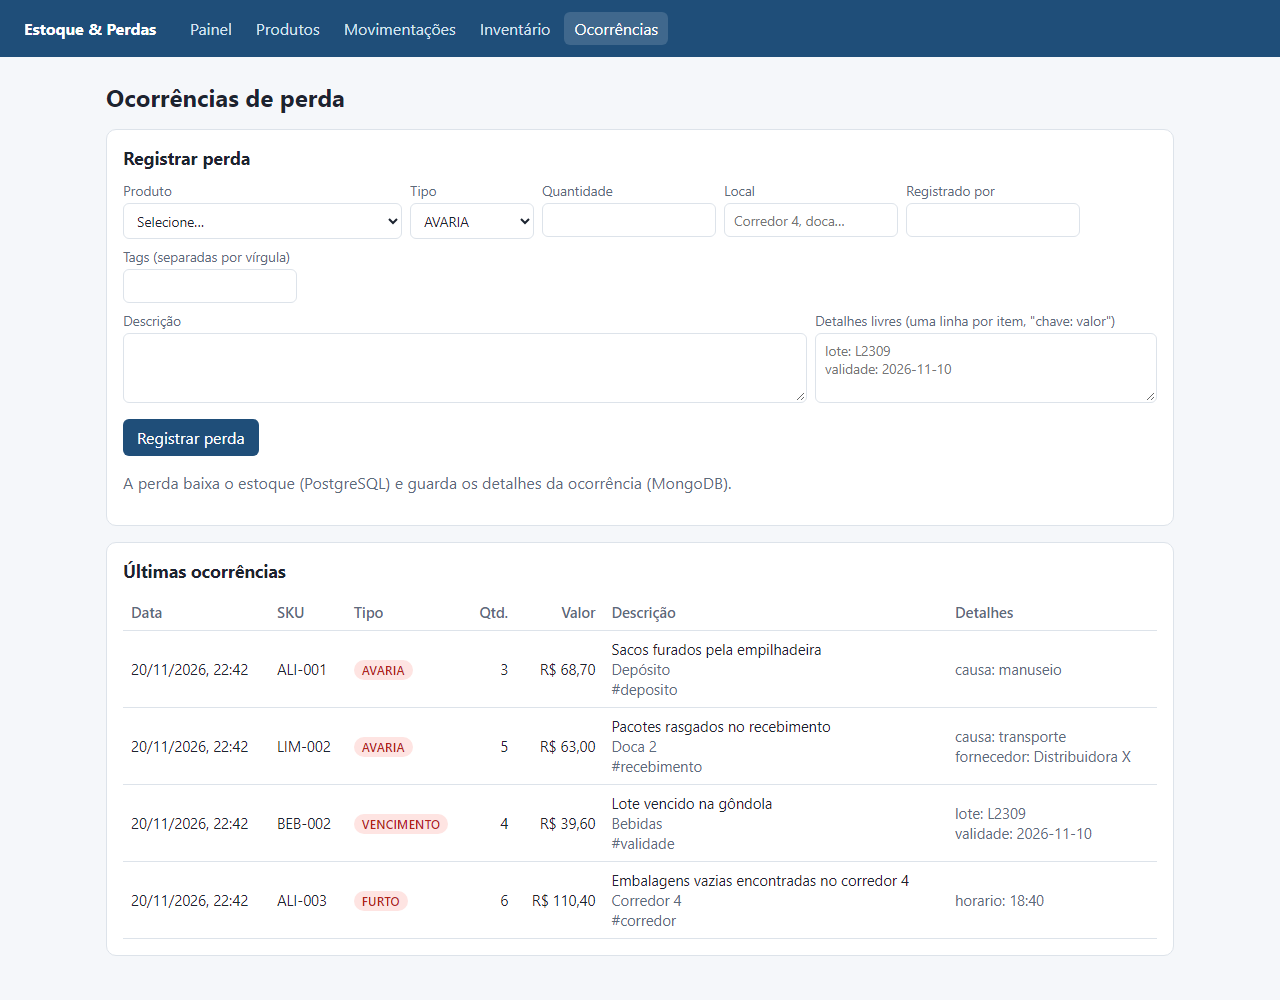 Estoque & Perdas Painel Produtos Movimentações Inventário Ocorrências
Ocorrências de perda
Registrar perda
Produto Tipo Quantidade Local Registrado por
Selecione... AVARIA Corredor 4, doca...
Tags (separadas por vírgula)
Descrição Detalhes livres (uma linha por item, "chave: valor")
lote: L2309
validade: 2026-11-10
Registrar perda
A perda baixa o estoque (PostgreSQL) e guarda os detalhes da ocorrência (MongoDB).
Últimas ocorrências
Data SKU Tipo Qtd. Valor Descrição Detalhes
20/11/2026, 22:42 ALI-001 AVARIA 3 R$ 68,70 Sacos furados pela empilhadeira
Depósito
#deposito
causa: manuseio
20/11/2026, 22:42 LIM-002 AVARIA 5 R$ 63,00 Pacotes rasgados no recebimento
Doca 2
#recebimento
causa: transporte
fornecedor: Distribuidora X
20/11/2026, 22:42 BEB-002 VENCIMENTO 4 R$ 39,60 Lote vencido na gôndola
Bebidas
#validade
lote: L2309
validade: 2026-11-10
20/11/2026, 22:42 ALI-003 FURTO 6 R$ 110,40 Embalagens vazias encontradas no corredor 4
Corredor 4
#corredor
horario: 18:40